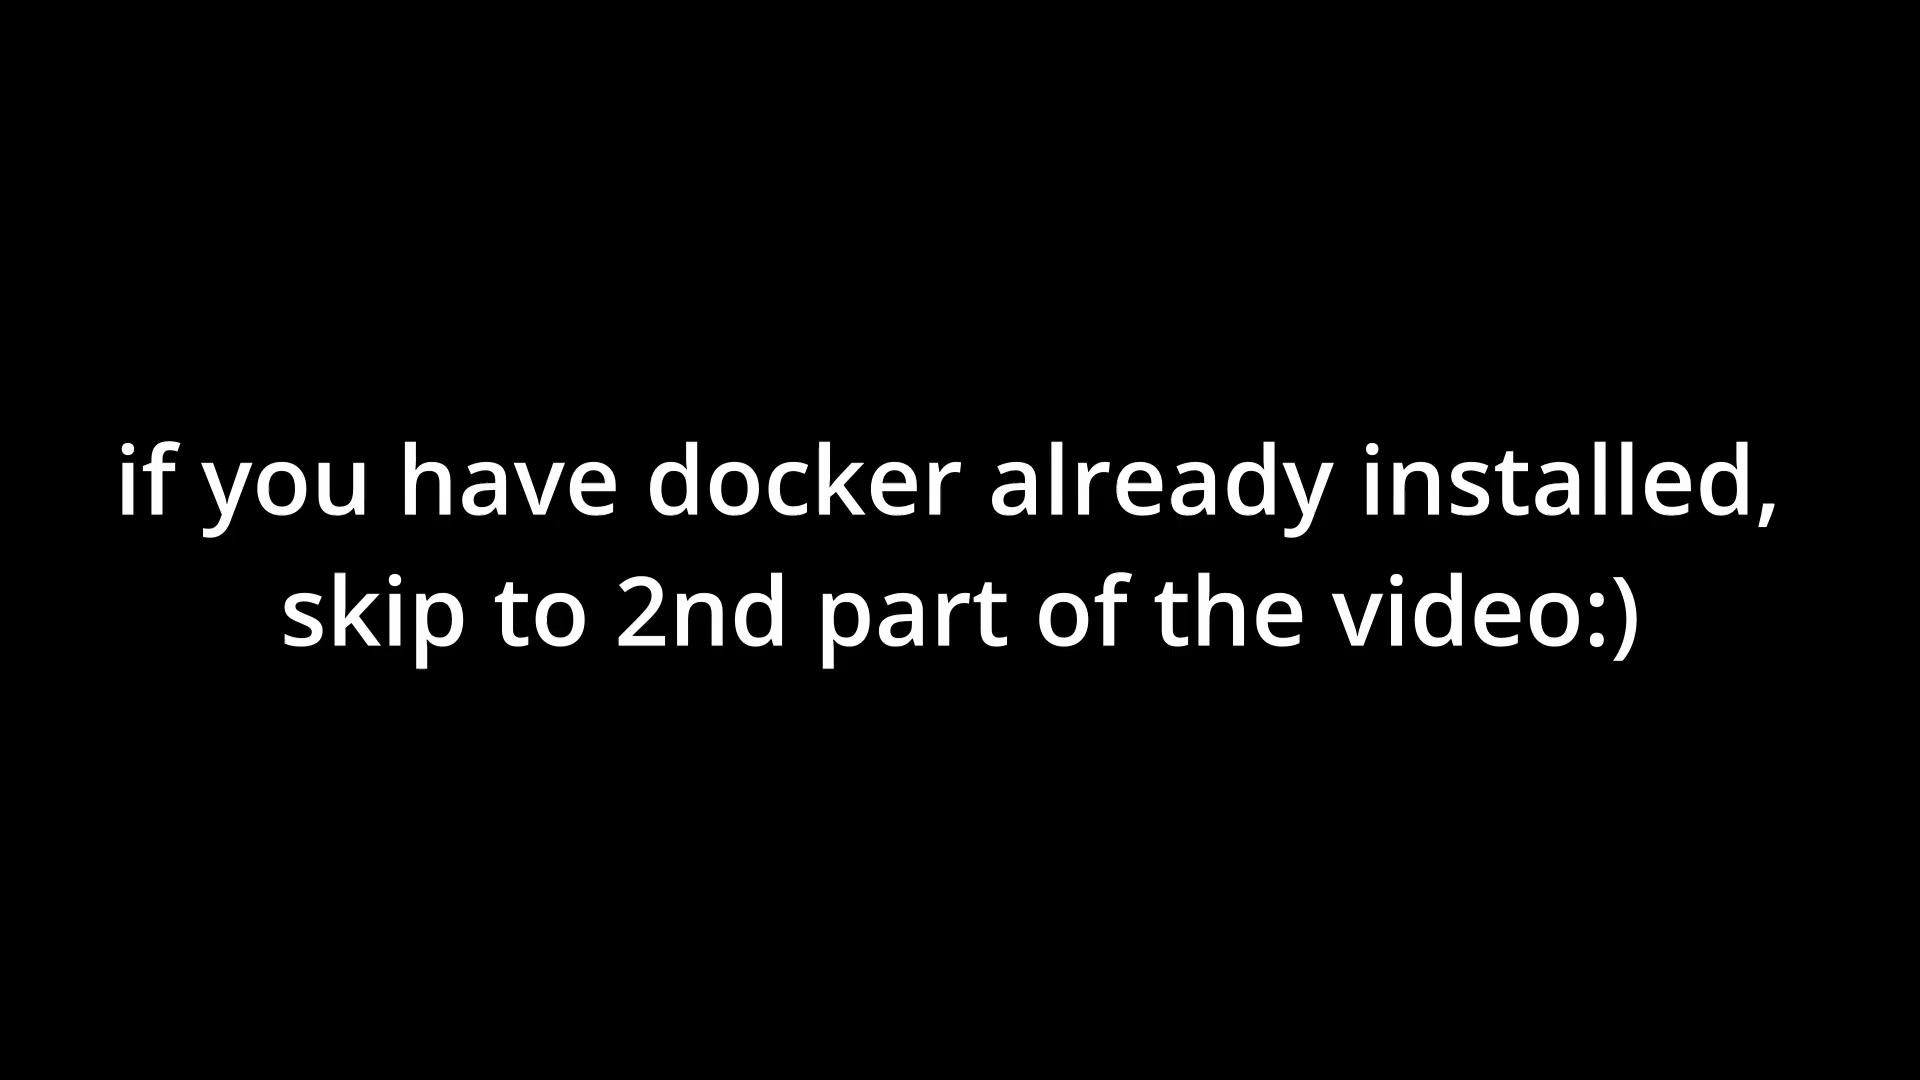 if you have docker already installed,
skip to 2nd part of the video:)